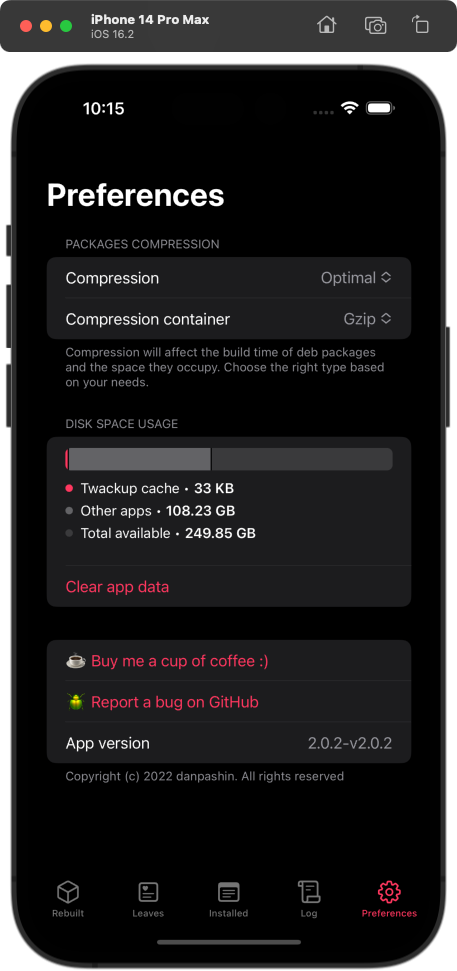 iPhone 14 Pro Max
iOS 16.2
10:15
Preferences
PACKAGES COMPRESSION
Compression Optimal
Compression container Gzip
Compression will affect the build time of deb packages
and the space they occupy. Choose the right type based
on your needs.
DISK SPACE USAGE
Twackup cache • 33 KB
Other apps • 108.23 GB
Total available • 249.85 GB
Clear app data
☕ Buy me a cup of coffee :)
Report a bug on GitHub
App version 2.0.2-v2.0.2
Copyright (c) 2022 danpashin. All rights reserved
Rebuilt Leaves Installed Log Preferences